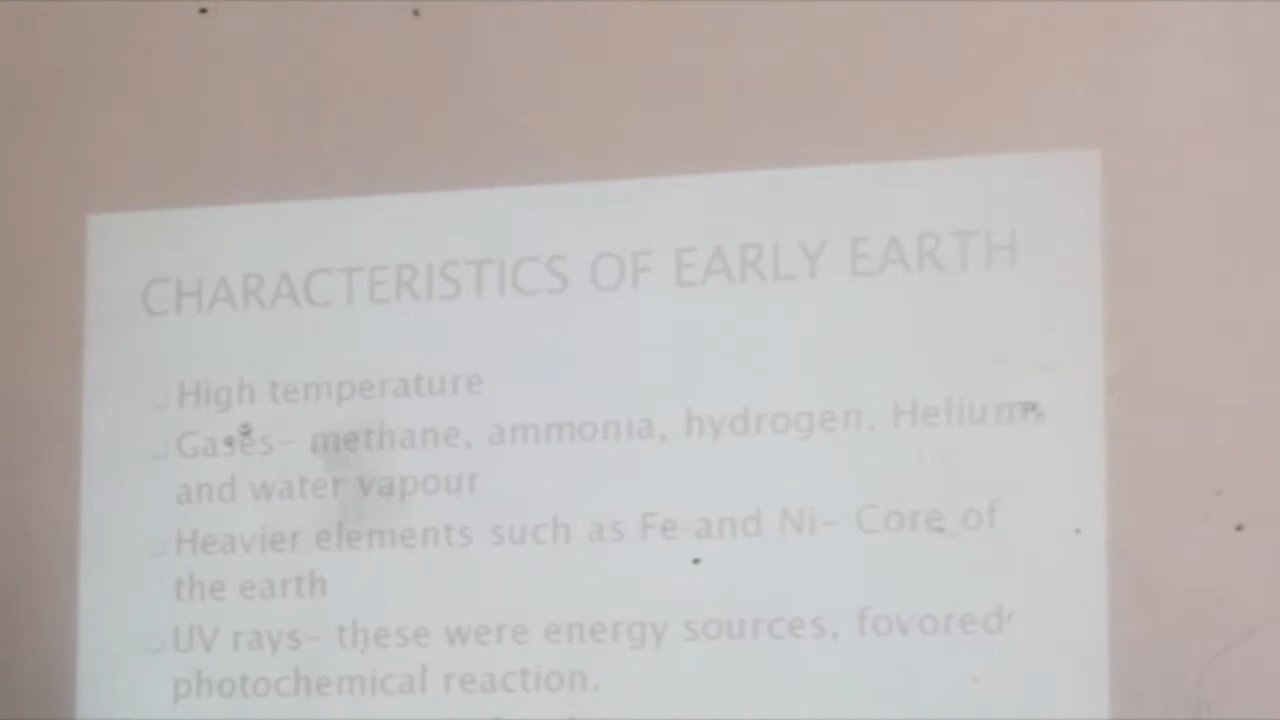 CHARACTERISTICS OF EARLY EARTH
High temperature
Gases– methane, ammonia, hydrogen, Helium,
and water vapour
Heavier elements such as Fe and Ni– Core of
the earth
UV rays– these were energy sources, fovored
photochemical reaction.